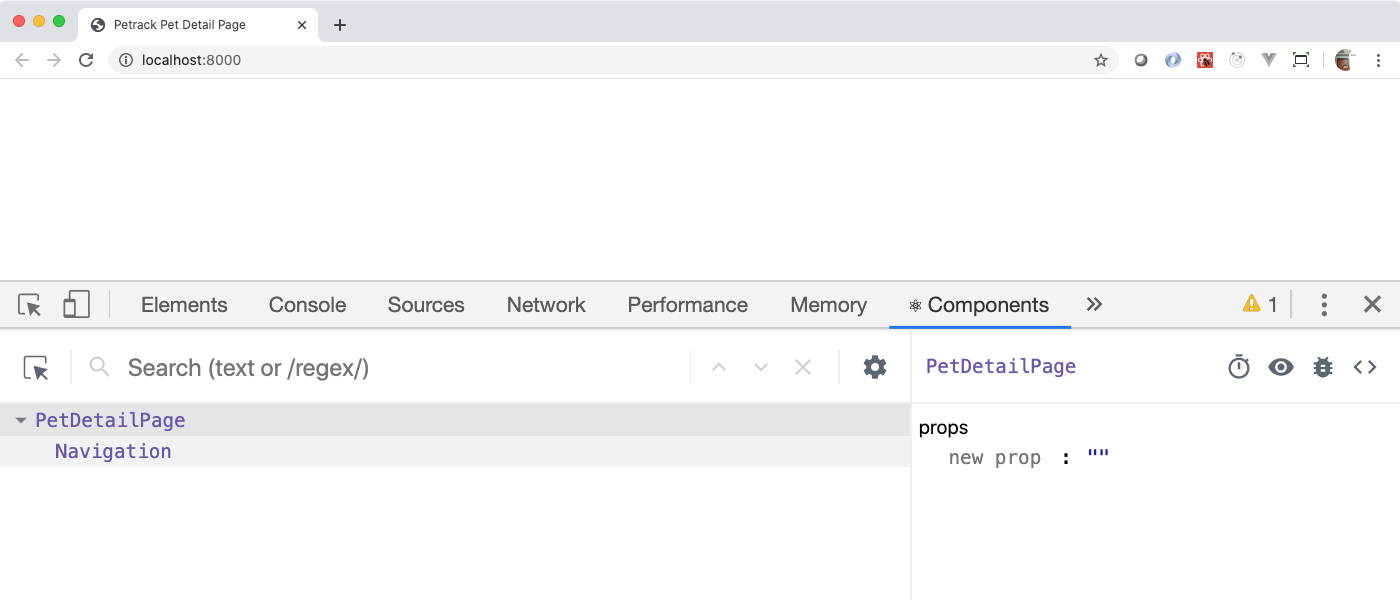 Petrack Pet Detail Page
localhost:8000
Elements Console Sources Network Performance Memory Components 1
Search (text or /regex/) PetDetailPage
PetDetailPage
Navigation
props
new prop : ""